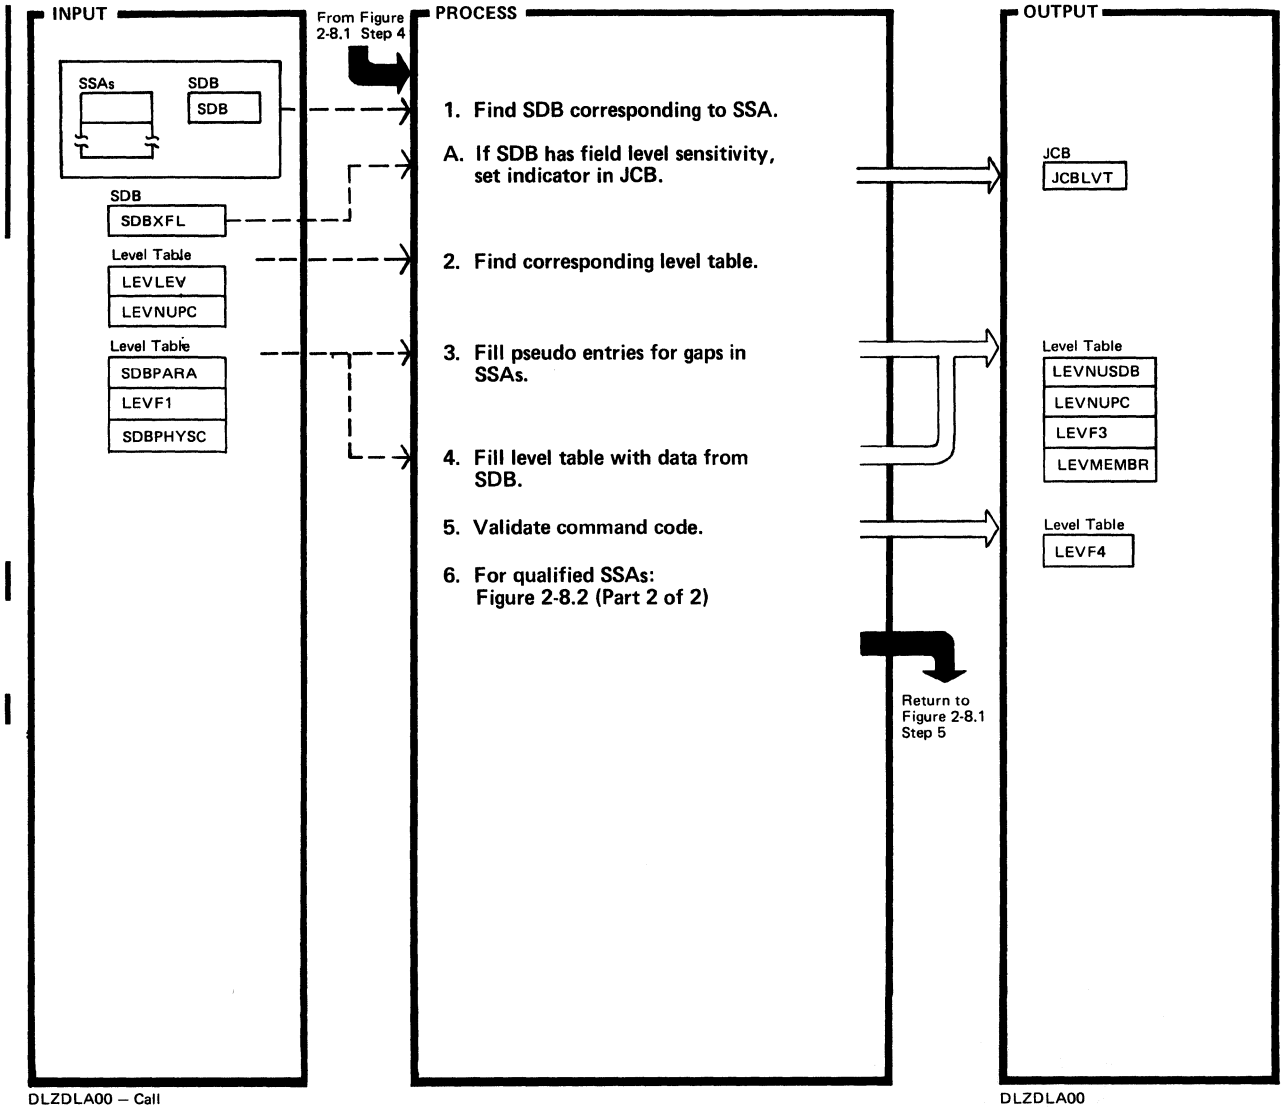 INPUT
From Figure
2-8.1 Step 4
PROCESS
OUTPUT
SSAs
SDB
SDB
SDB
SDBXFL
Level Table
LEVLEV
LEVNUPC
Level Table
SDBPARA
LEVF1
SDBPHYSC
1. Find SDB corresponding to SSA.
A. If SDB has field level sensitivity,
set indicator in JCB.
2. Find corresponding level table.
3. Fill pseudo entries for gaps in
SSAs.
4. Fill level table with data from
SDB.
5. Validate command code.
6. For qualified SSAs:
Figure 2-8.2 (Part 2 of 2)
Return to
Figure 2-8.1
Step 5
JCB
JCBLVT
Level Table
LEVNUSDB
LEVNUPC
LEVF3
LEVMEMBR
Level Table
LEVF4
DLZDLA00 – Call
DLZDLA00